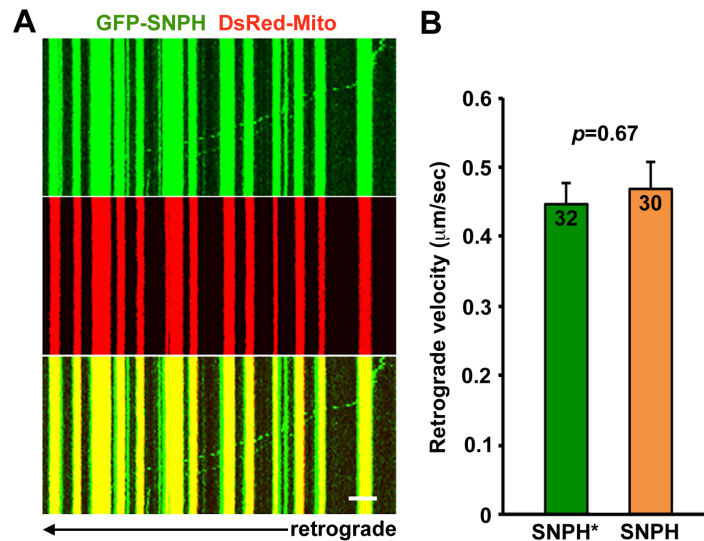 A
GFP-SNPH DsRed-Mito
retrograde
B
Retrograde velocity (μm/sec)
0.6
0.5
0.4
0.3
0.2
0.1
0
p=0.67
32
30
SNPH*
SNPH